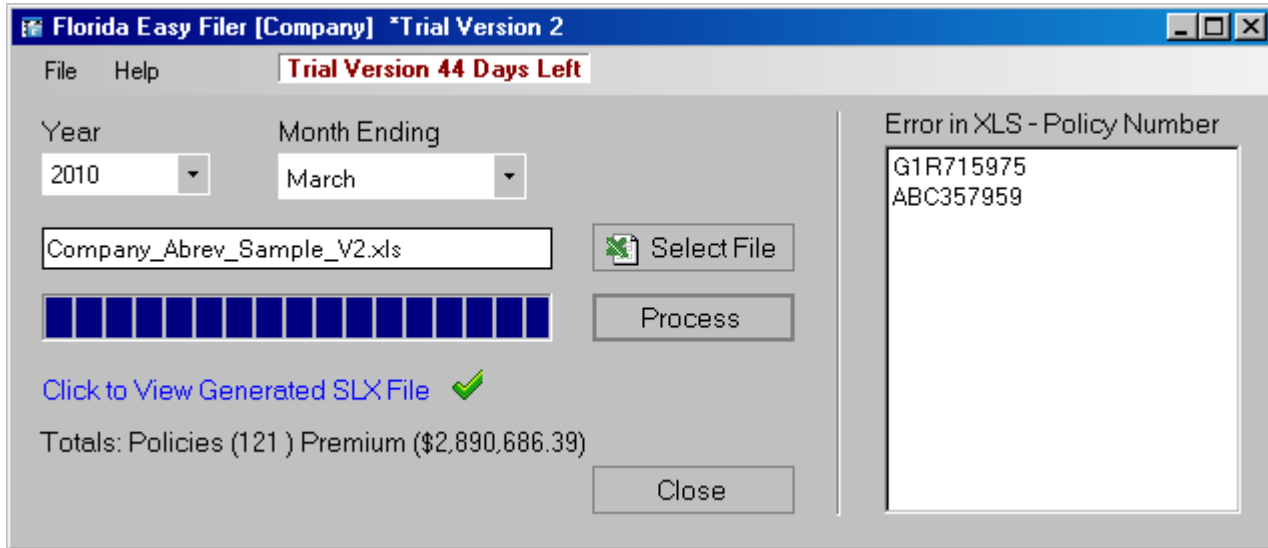 Florida Easy Filer [Company] *Trial Version 2
File Help Trial Version 44 Days Left
Year
2010
Month Ending
March
Company_Abrev_Sample_V2.xls
Select File
Process
Click to View Generated SLX File
Totals: Policies (121 ) Premium ($2,890,686.39)
Close
Error in XLS - Policy Number
G1R715975
ABC357959